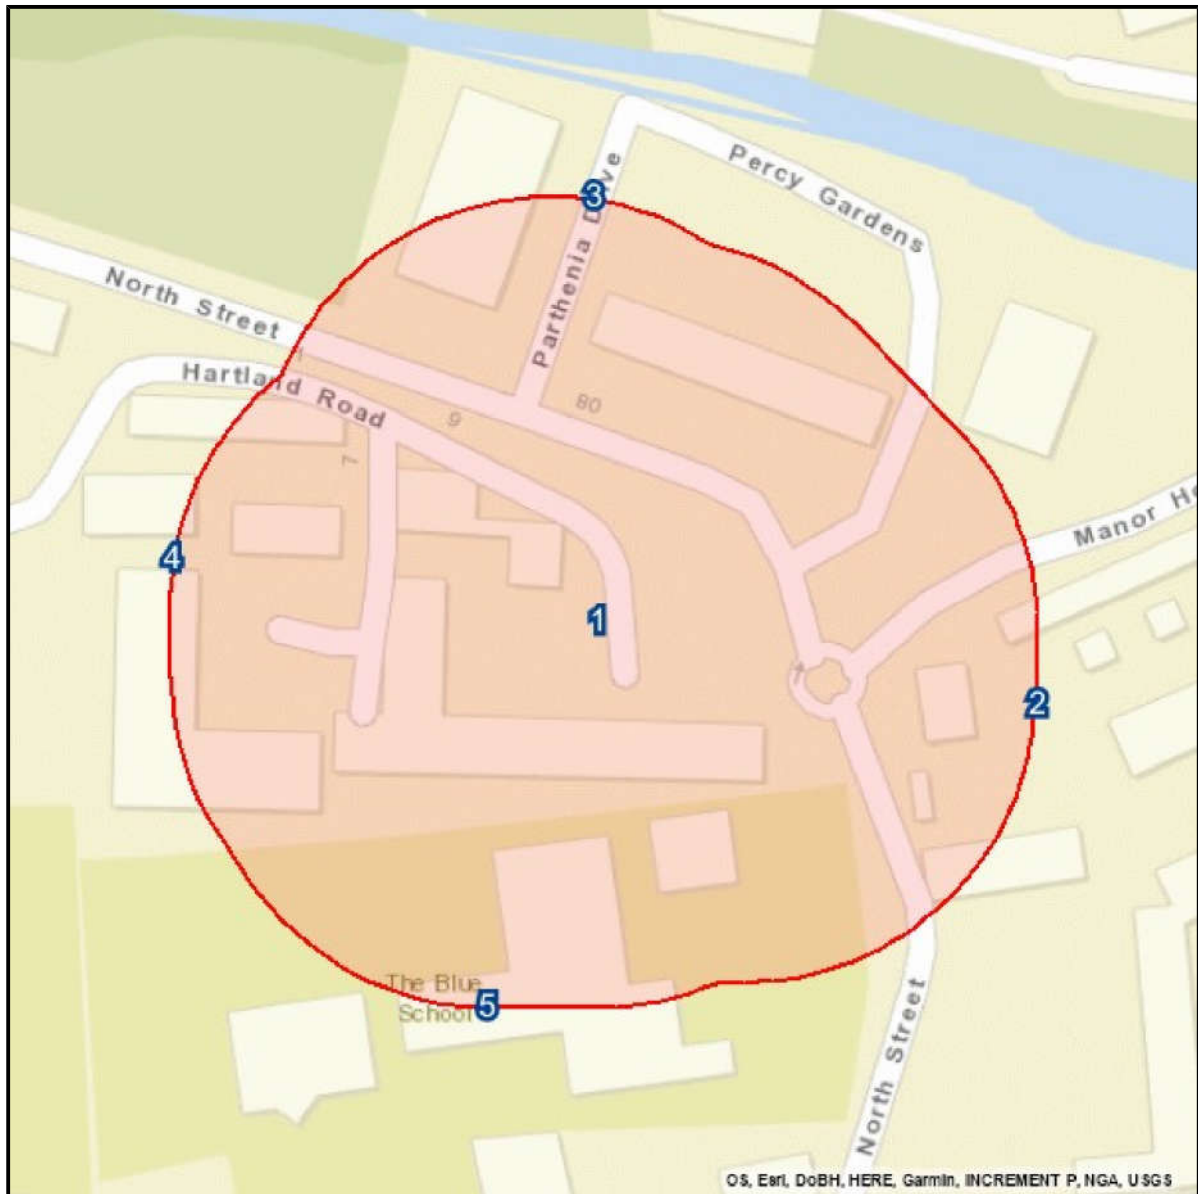 3
Percy Gardens
North Street
Parthenia D ve
Hartland Road
80
9
7
Manor H
4
1
2
The Blue
School
5
North Street
OS, Esri, DoBH, HERE, Garmin, INCREMENT P, NGA, USGS